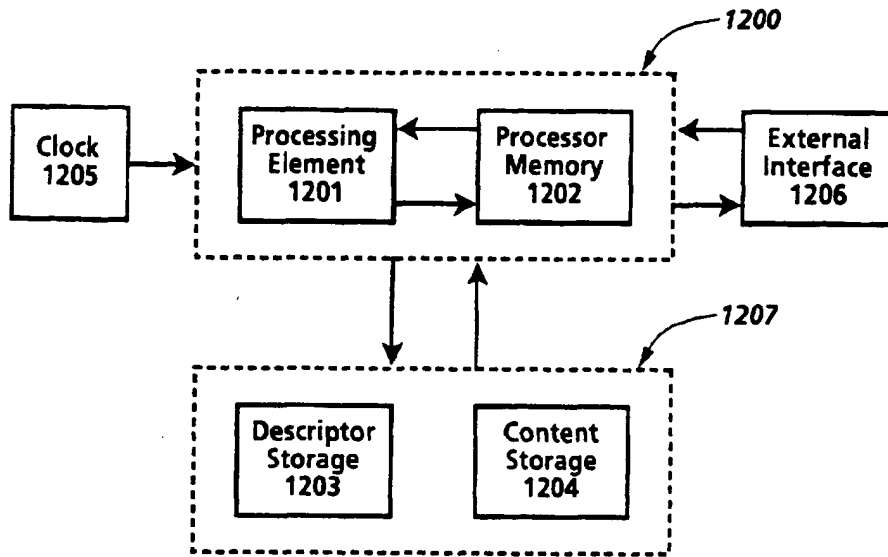 1200
Clock
1205
Processing
Element
1201
Processor
Memory
1202
External
Interface
1206
1207
Descriptor
Storage
1203
Content
Storage
1204